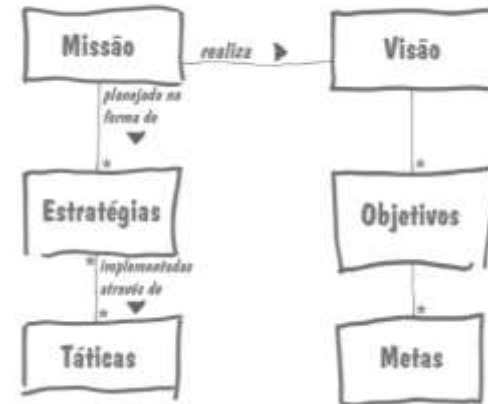 Missão
realiza
Visão
planejada na
forma de
*
*
Estratégias
Objetivos
*
implementadas
através de
*
*
Táticas
Metas